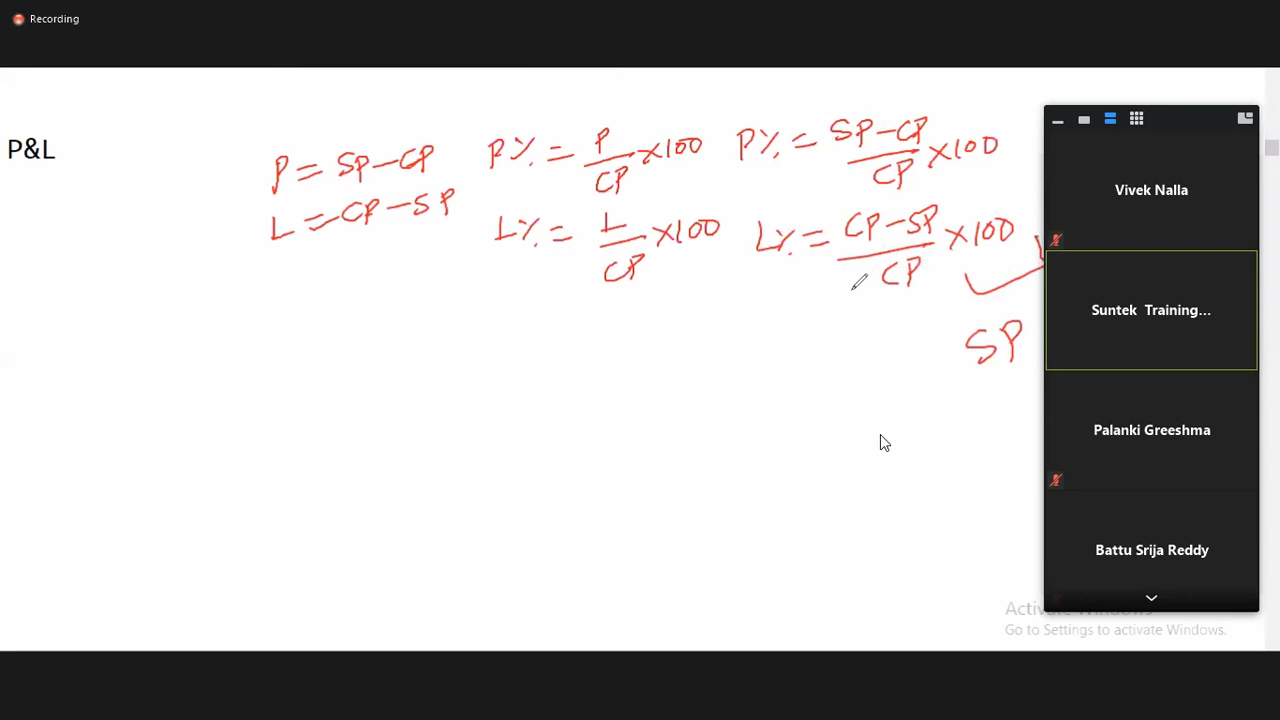 Recording
P&L
P = SP-CP
L = CP-SP
P% = P/CP ×100
L% = L/CP ×100
P% = SP-CP/CP ×100
L% = CP-SP/CP ×100
SP
Vivek Nalla
Suntek Training...
Palanki Greeshma
Battu Srija Reddy
Activate Windows
Go to Settings to activate Windows.